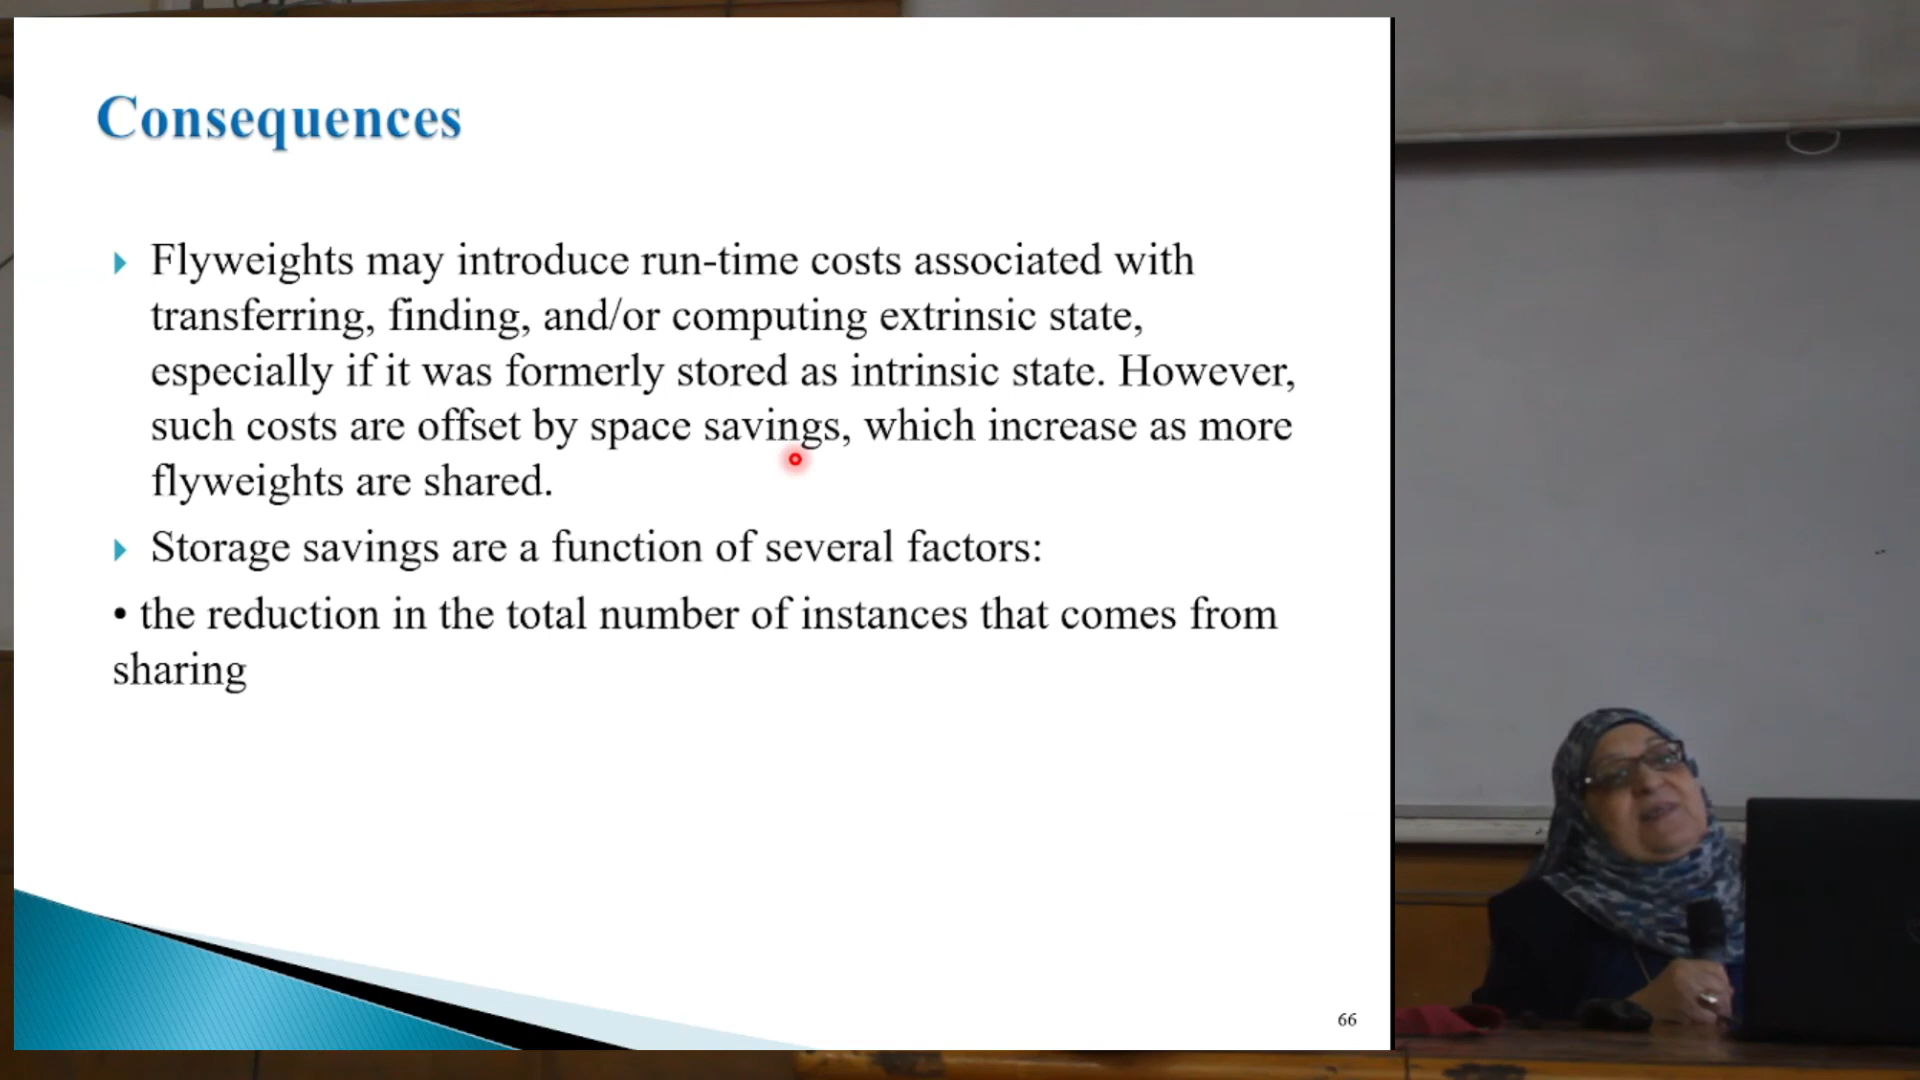 Consequences
Flyweights may introduce run-time costs associated with
transferring, finding, and/or computing extrinsic state,
especially if it was formerly stored as intrinsic state. However,
such costs are offset by space savings, which increase as more
flyweights are shared.
Storage savings are a function of several factors:
• the reduction in the total number of instances that comes from
sharing
66